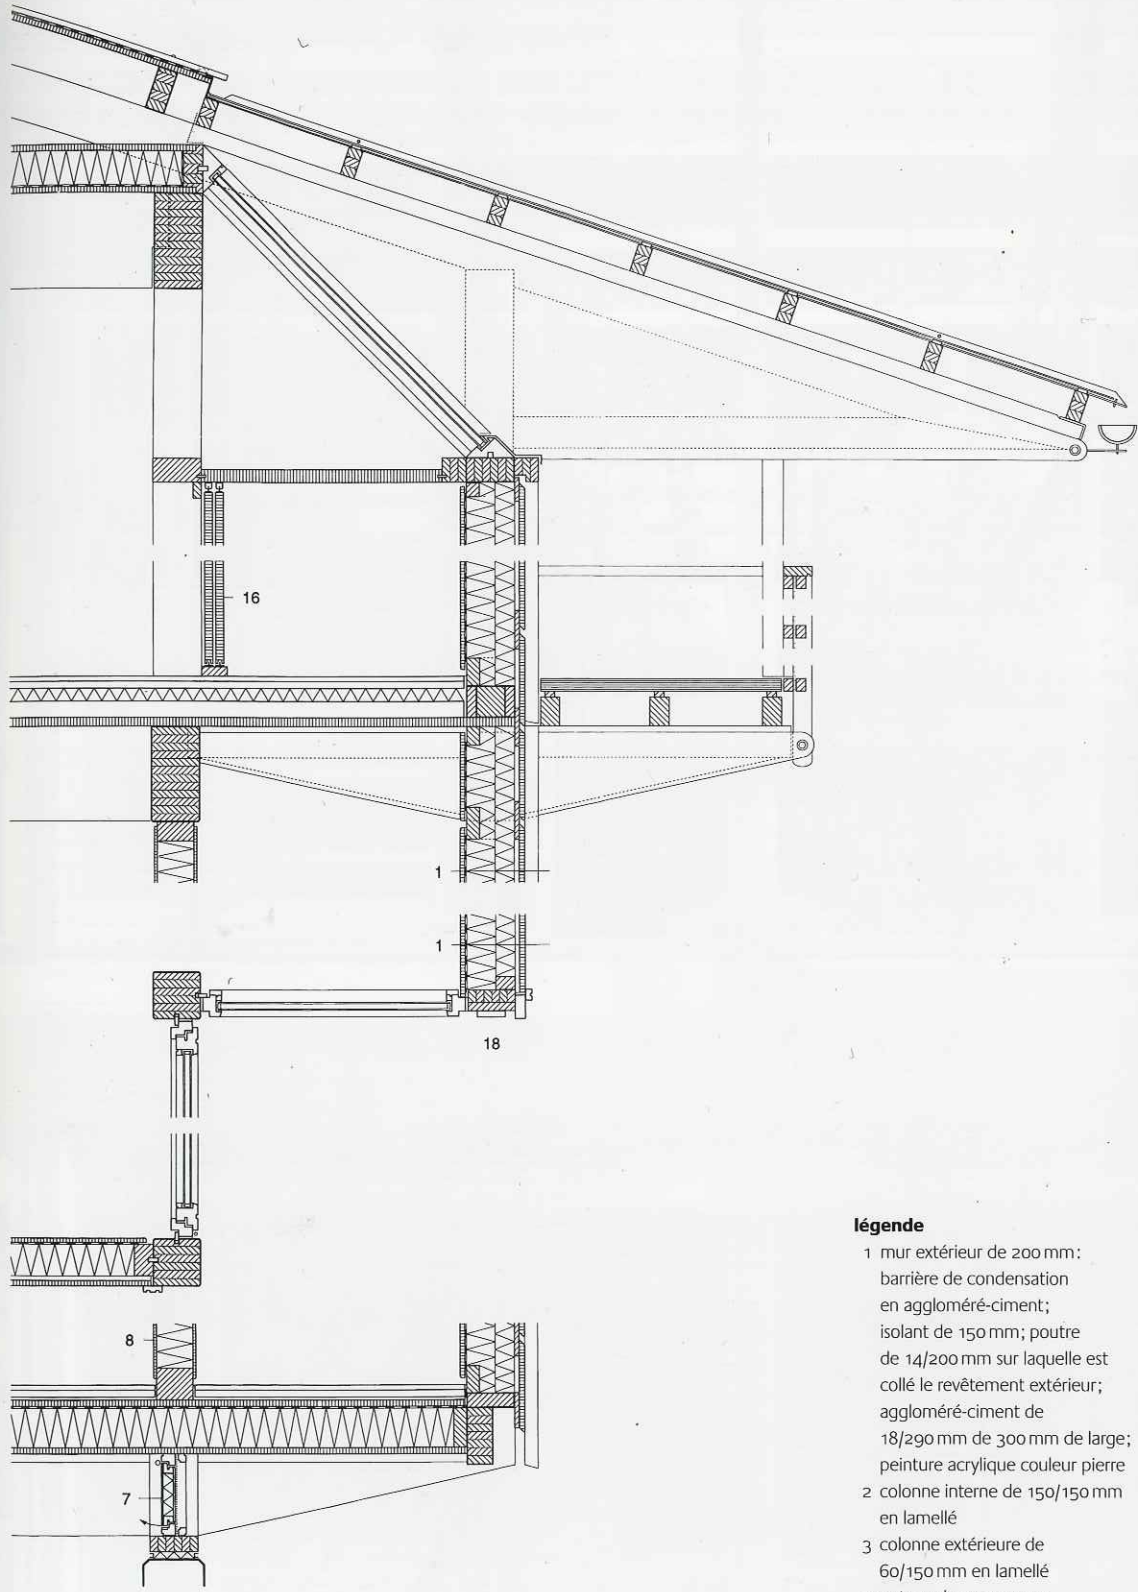 16
1
1
18
8
7
légende
1 mur extérieur de 200 mm :
barrière de condensation
en aggloméré-ciment ;
isolant de 150 mm ; poutre
de 14/200 mm sur laquelle est
collé le revêtement extérieur ;
aggloméré-ciment de
18/290 mm de 300 mm de large ;
peinture acrylique couleur pierre
2 colonne interne de 150/150 mm
en lamellé
3 colonne extérieure de
60/150 mm en lamellé